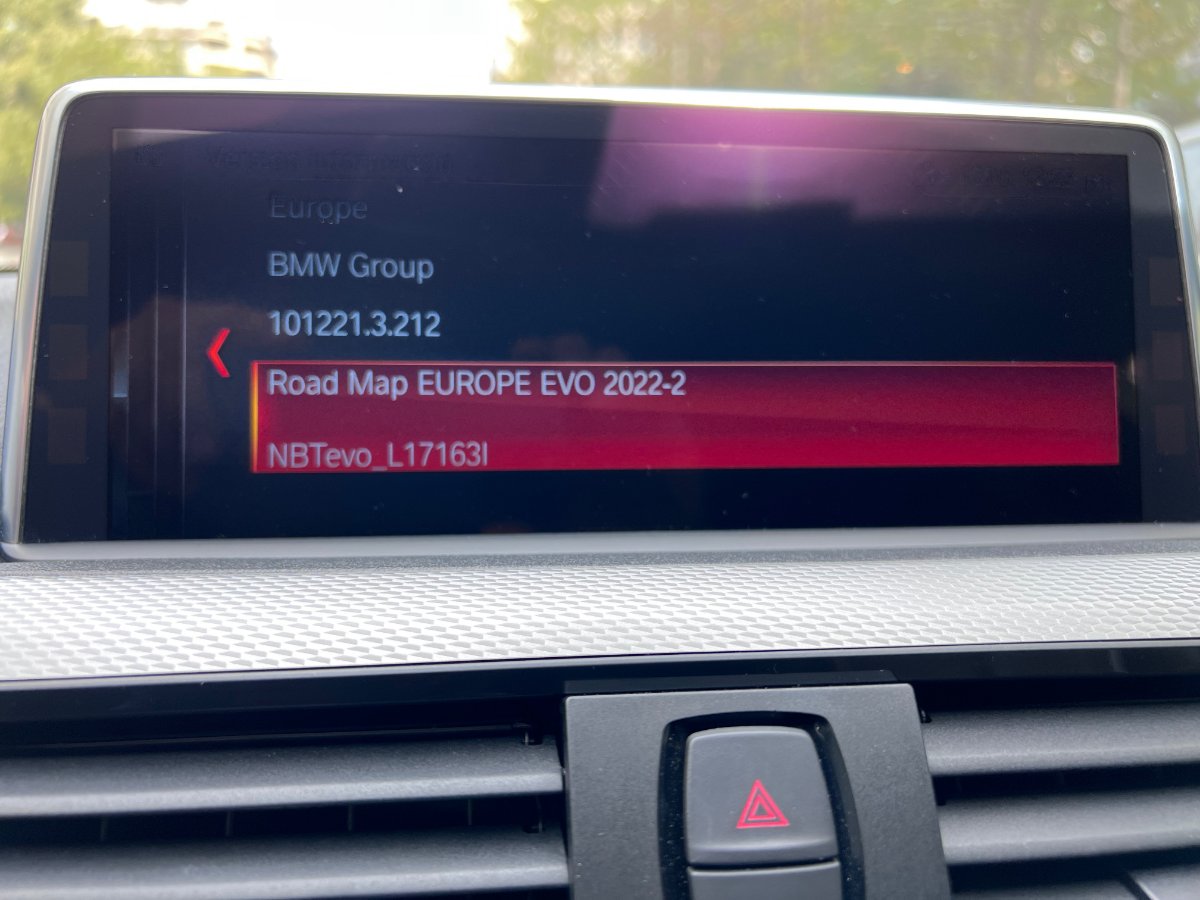 Europe
BMW Group
101221.3.212
Road Map EUROPE EVO 2022-2
NBTevo_L17163I